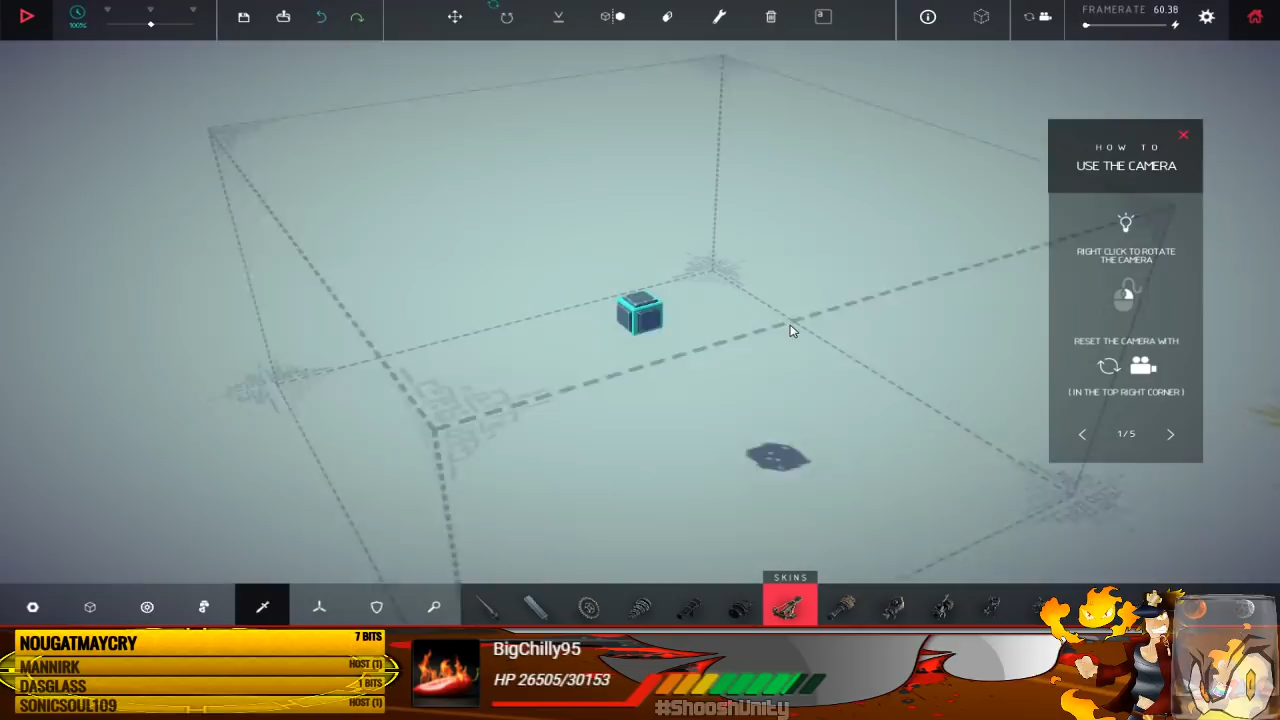 100%
FRAMERATE 60.38
HOW TO
USE THE CAMERA
RIGHT CLICK TO ROTATE
THE CAMERA
RESET THE CAMERA WITH
[ IN THE TOP RIGHT CORNER ]
1/5
SKINS
NOUGATMAYCRY 7 BITS
MANNIRK HOST (1)
DASGLASS 1 BITS
SONICSOUL109 HOST (1)
BigChilly95
HP 26505/30153
#ShooshUnity